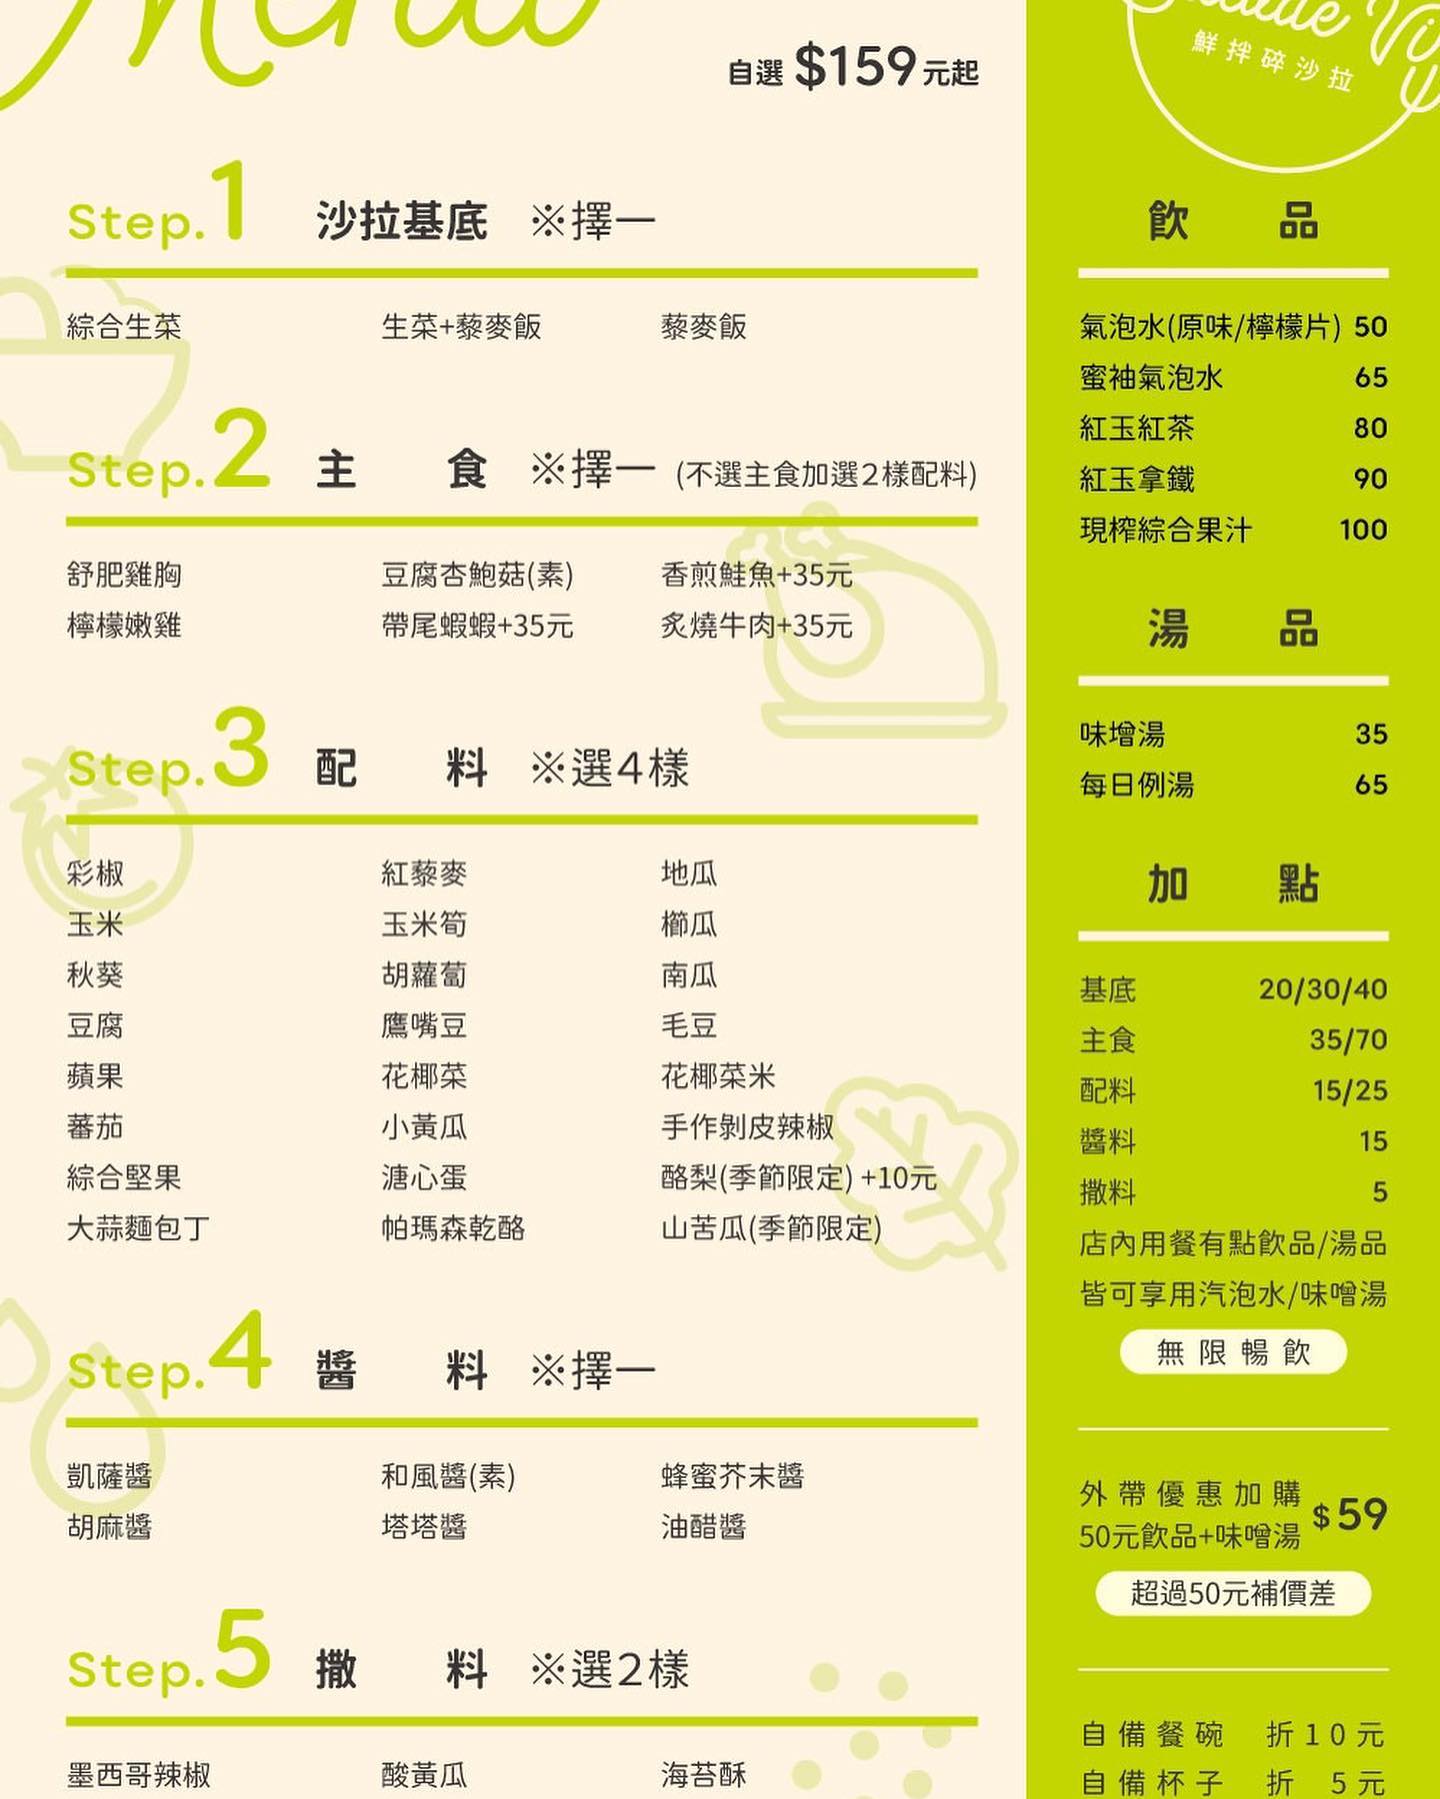 Menu
自選 $159元起
Step.1 沙拉基底 ※擇一
綜合生菜 生菜+藜麥飯 藜麥飯
Step.2 主 食 ※擇一 (不選主食加選2樣配料)
舒肥雞胸 豆腐杏鮑菇(素) 香煎鮭魚+35元
檸檬嫩雞 帶尾蝦蝦+35元 炙燒牛肉+35元
Step.3 配 料 ※選4樣
彩椒 紅藜麥 地瓜
玉米 玉米筍 櫛瓜
秋葵 胡蘿蔔 南瓜
豆腐 鷹嘴豆 毛豆
蘋果 花椰菜 花椰菜米
蕃茄 小黃瓜 手作剝皮辣椒
綜合堅果 溏心蛋 酪梨(季節限定) +10元
大蒜麵包丁 帕瑪森乾酪 山苦瓜(季節限定)
Step.4 醬 料 ※擇一
凱薩醬 和風醬(素) 蜂蜜芥末醬
胡麻醬 塔塔醬 油醋醬
Step.5 撒 料 ※選2樣
墨西哥辣椒 酸黃瓜 海苔酥
鮮拌碎沙拉
飲 品
氣泡水(原味/檸檬片) 50
蜜袖氣泡水 65
紅玉紅茶 80
紅玉拿鐵 90
現榨綜合果汁 100
湯 品
味增湯 35
每日例湯 65
加 點
基底 20/30/40
主食 35/70
配料 15/25
醬料 15
撒料 5
店內用餐有點飲品/湯品
皆可享用汽泡水/味噌湯
無限暢飲
外帶優惠加購
50元飲品+味噌湯 $59
超過50元補價差
自備餐碗 折10元
自備杯子 折 5元